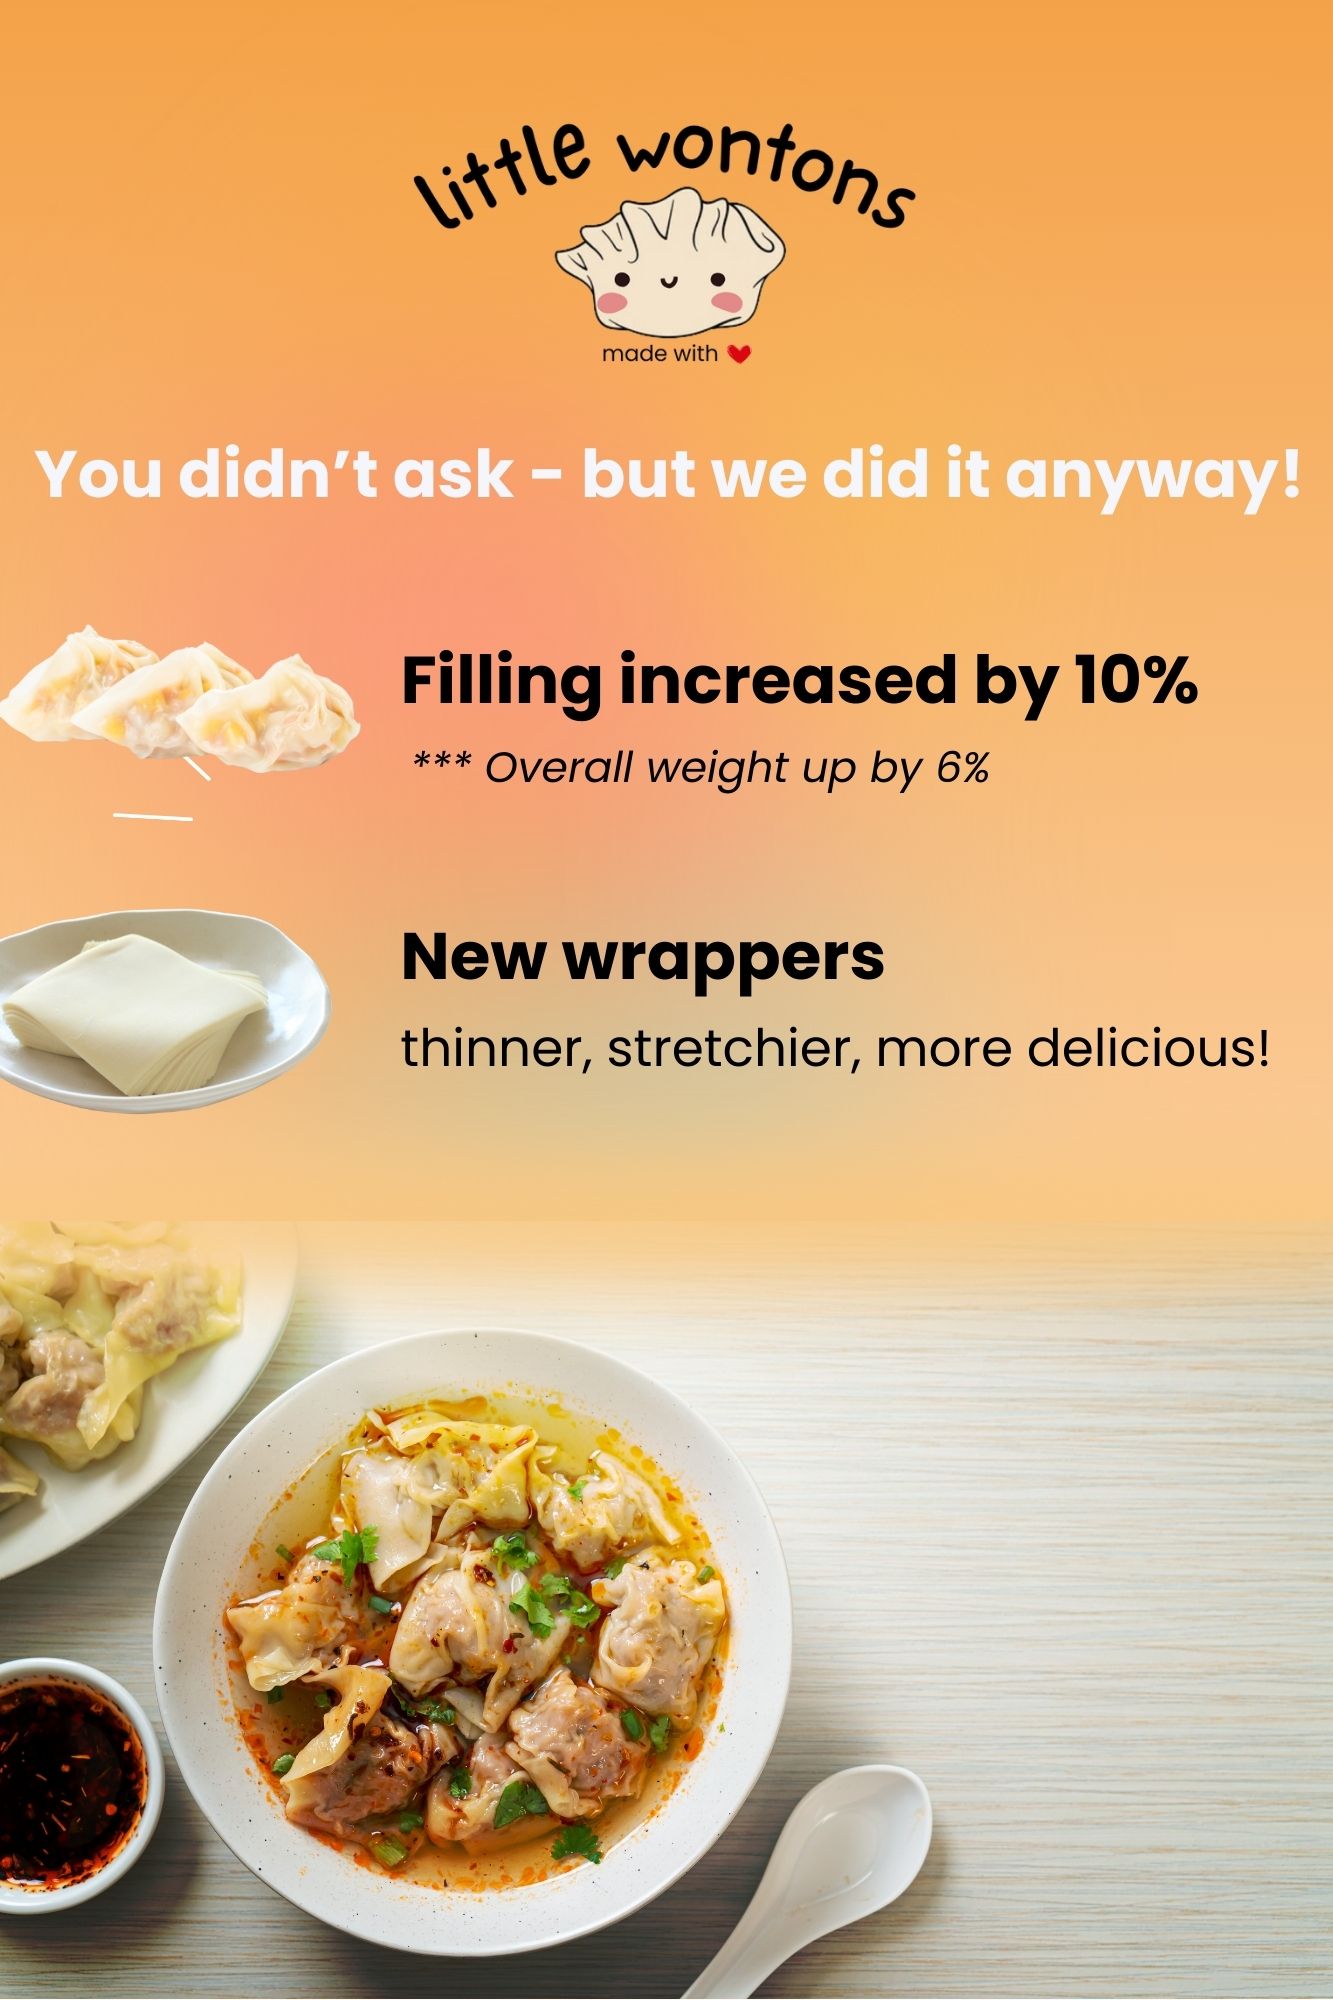 little wontons
made with ❤
You didn’t ask - but we did it anyway!
Filling increased by 10%
*** Overall weight up by 6%
New wrappers
thinner, stretchier, more delicious!